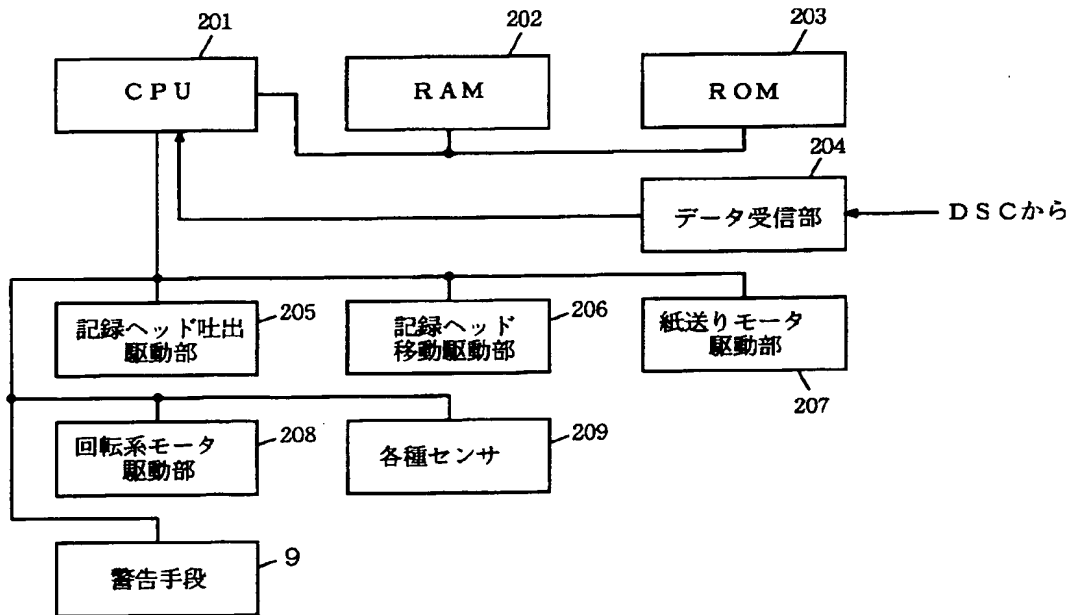 201
202
203
CPU
RAM
ROM
204
データ受信部
DSCから
記録ヘッド吐出
駆動部
205
記録ヘッド
移動駆動部
206
紙送りモータ
駆動部
207
回転系モータ
駆動部
208
各種センサ
209
警告手段
9